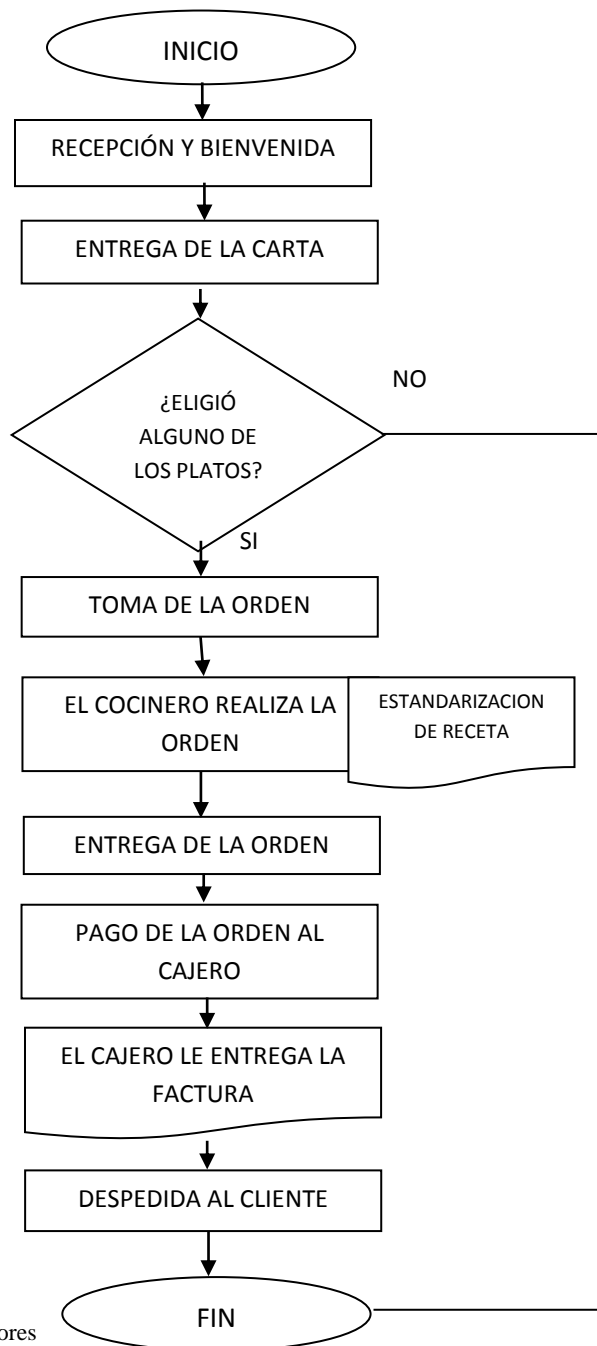 INICIO
RECEPCIÓN Y BIENVENIDA
ENTREGA DE LA CARTA
NO
¿ELIGIÓ
ALGUNO DE
LOS PLATOS?
SI
TOMA DE LA ORDEN
EL COCINERO REALIZA LA
ORDEN
ESTANDARIZACION
DE RECETA
ENTREGA DE LA ORDEN
PAGO DE LA ORDEN AL
CAJERO
EL CAJERO LE ENTREGA LA
FACTURA
DESPEDIDA AL CLIENTE
FIN
ores